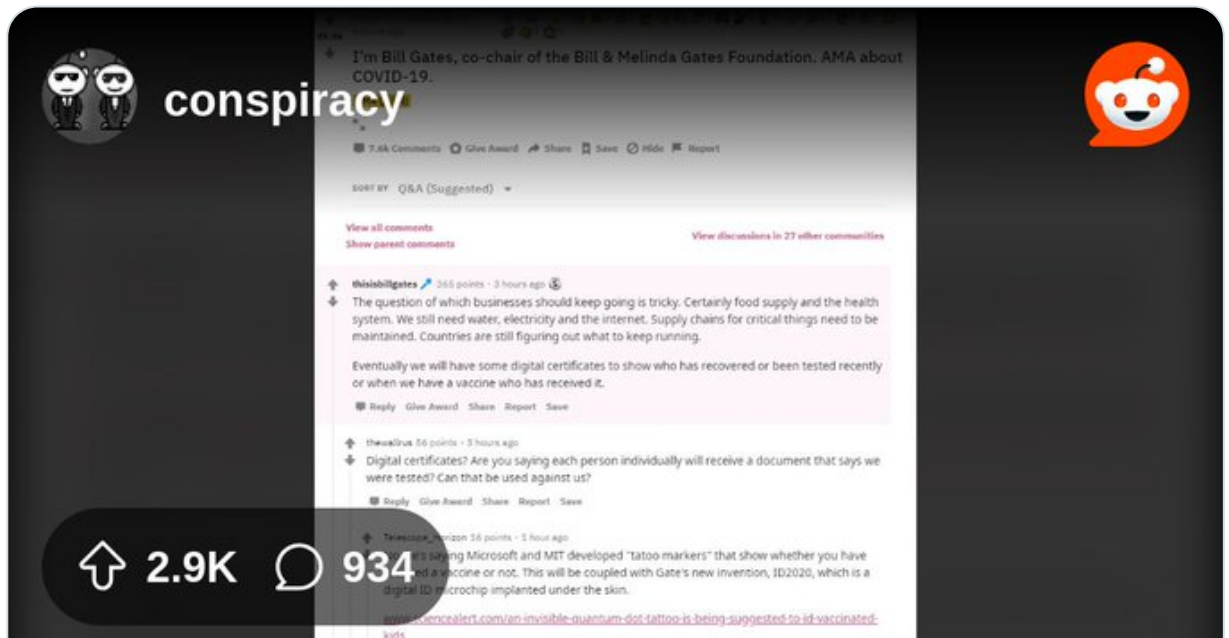 conspiracy
I'm Bill Gates, co-chair of the Bill & Melinda Gates Foundation. AMA about
COVID-19.
7.6k Comments Give Award Share Save Hide Report
SORT BY Q&A (Suggested)
View all comments
Show parent comments
View discussions in 27 other communities
thisisbillgates 365 points · 3 hours ago
The question of which businesses should keep going is tricky. Certainly food supply and the health
system. We still need water, electricity and the internet. Supply chains for critical things need to be
maintained. Countries are still figuring out what to keep running.
Eventually we will have some digital certificates to show who has recovered or been tested recently
or when we have a vaccine who has received it.
Reply Give Award Share Report Save
thewallrus 86 points · 3 hours ago
Digital certificates? Are you saying each person individually will receive a document that says we
were tested? Can that be used against us?
Reply Give Award Share Report Save
Telescope_Horizon 56 points · 1 hour ago
saying Microsoft and MIT developed "tatoo markers" that show whether you have
a vaccine or not. This will be coupled with Gate's new invention, ID2020, which is a
digital ID microchip implanted under the skin.
www.sciencealert.com/an-invisible-quantum-dot-tattoo-is-being-suggested-to-id-vaccinated-
kids
2.9K 934